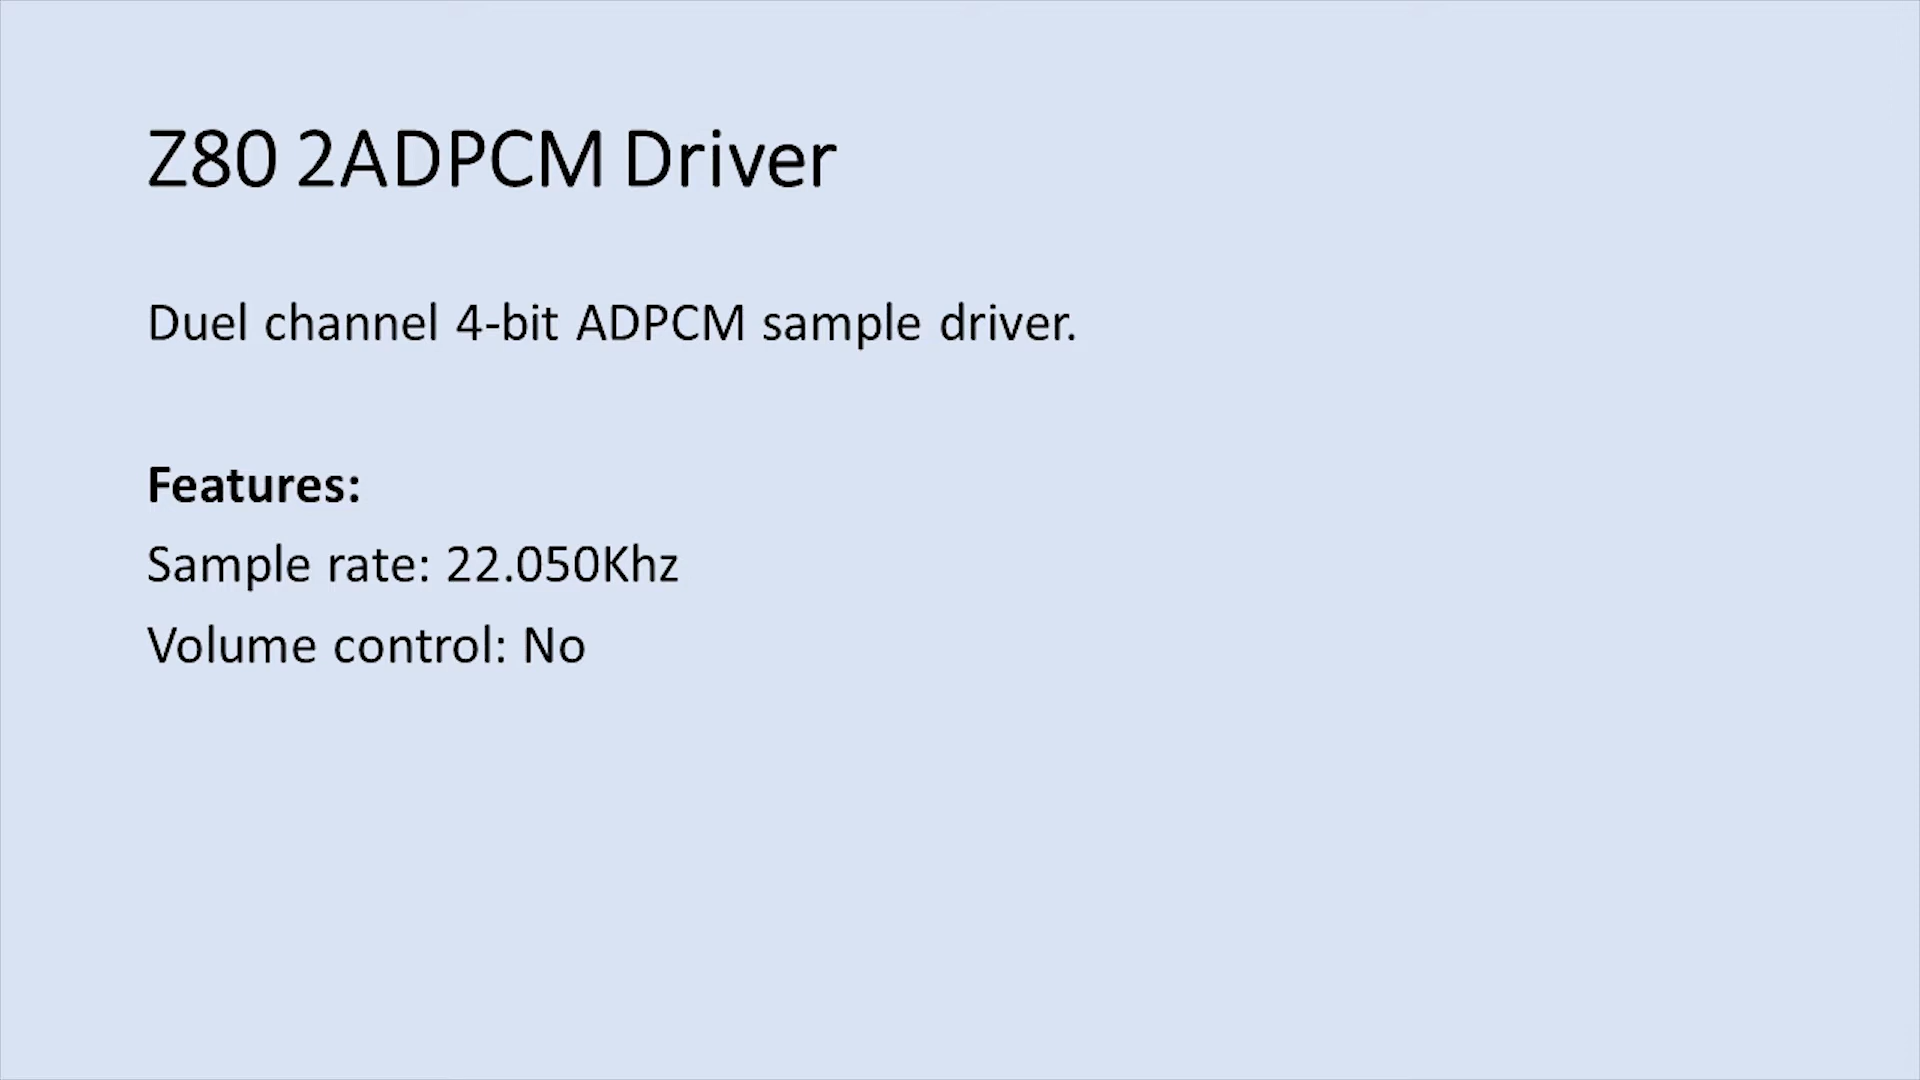 Z80 2ADPCM Driver
Duel channel 4-bit ADPCM sample driver.
Features:
Sample rate: 22.050Khz
Volume control: No